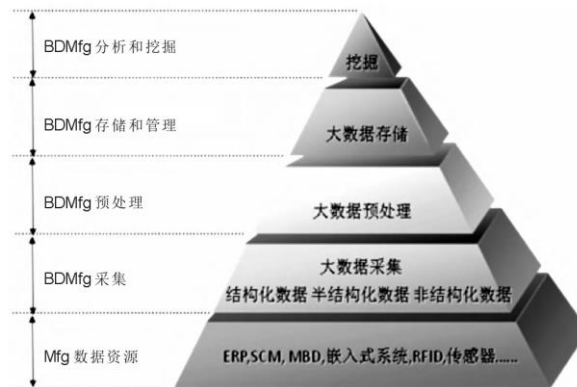 BDMfg 分析和挖掘
挖掘
BDMfg 存储和管理
大数据存储
BDMfg 预处理
大数据预处理
BDMfg 采集
大数据采集
结构化数据 半结构化数据 非结构化数据
Mfg 数据资源
ERP,SCM, MBD,嵌入式系统,RFID,传感器......